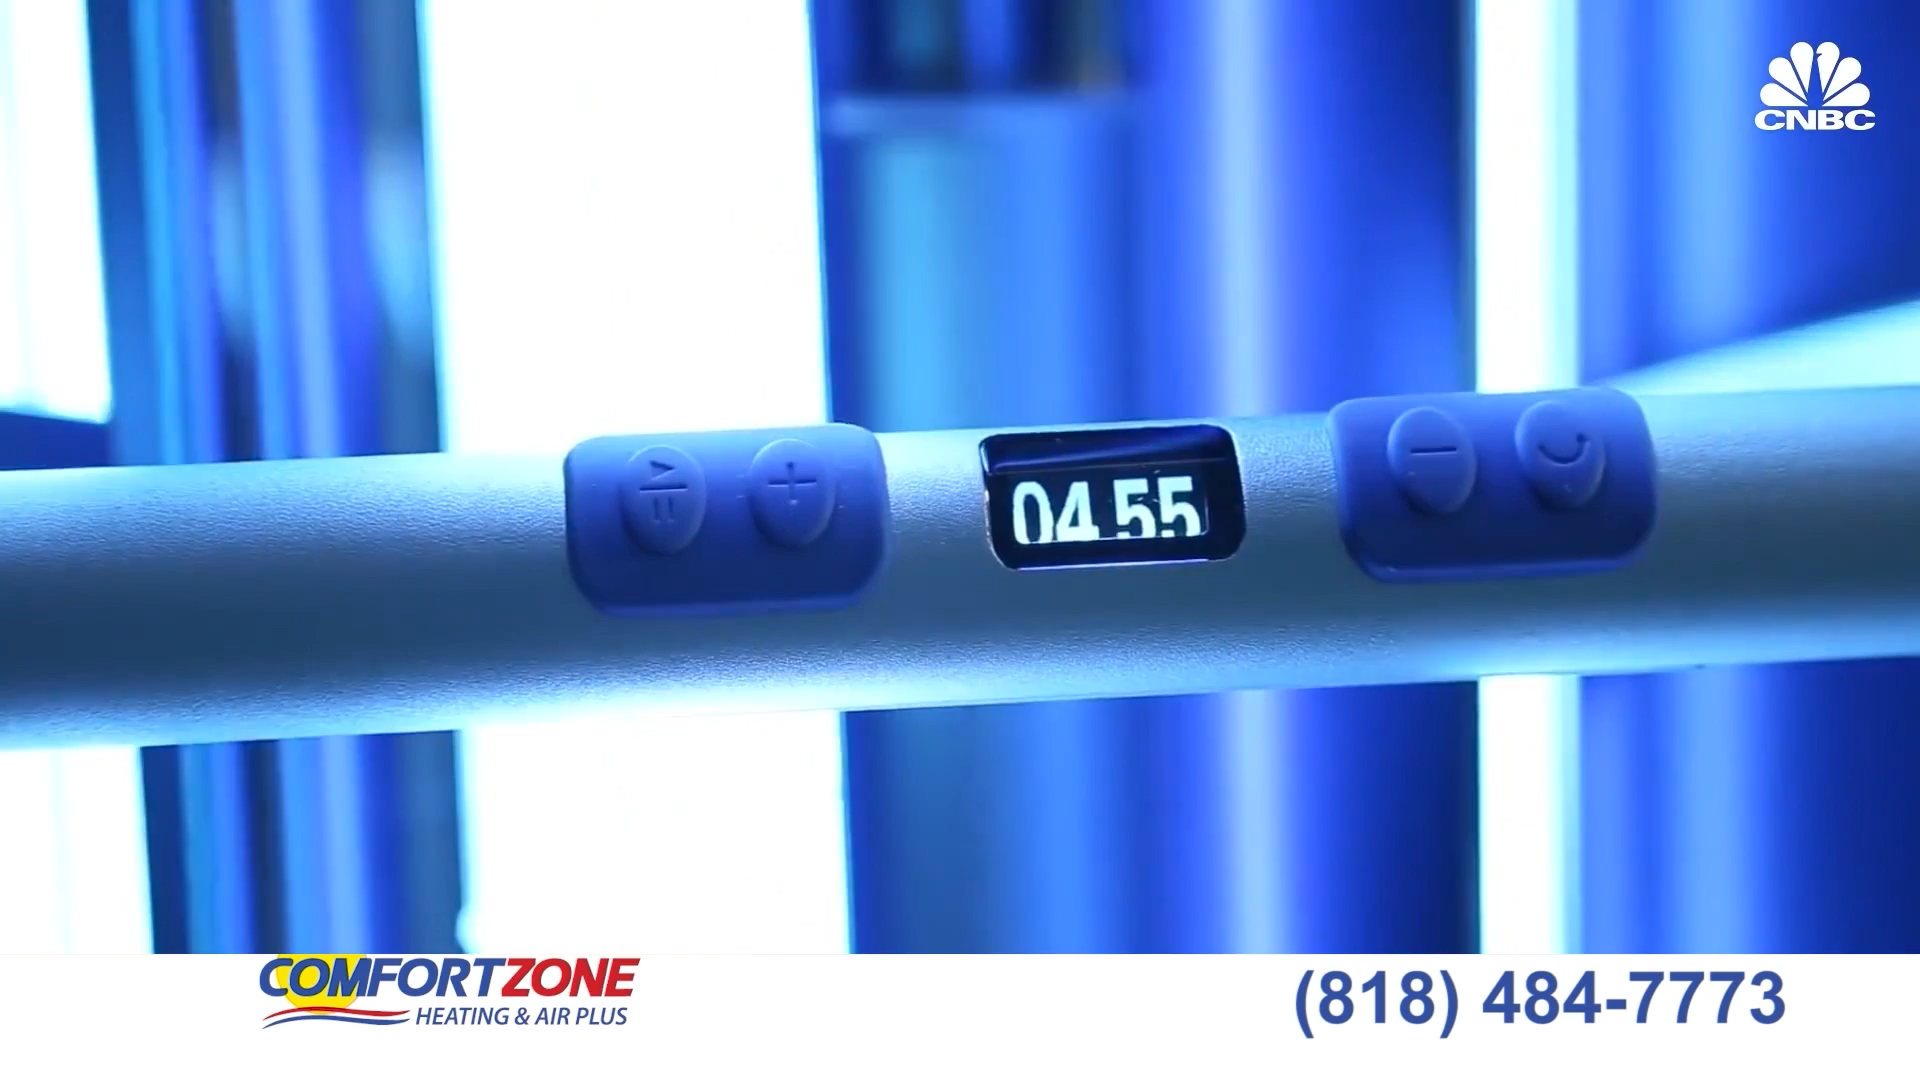 CNBC
04 55
COMFORTZONE
HEATING & AIR PLUS
(818) 484-7773